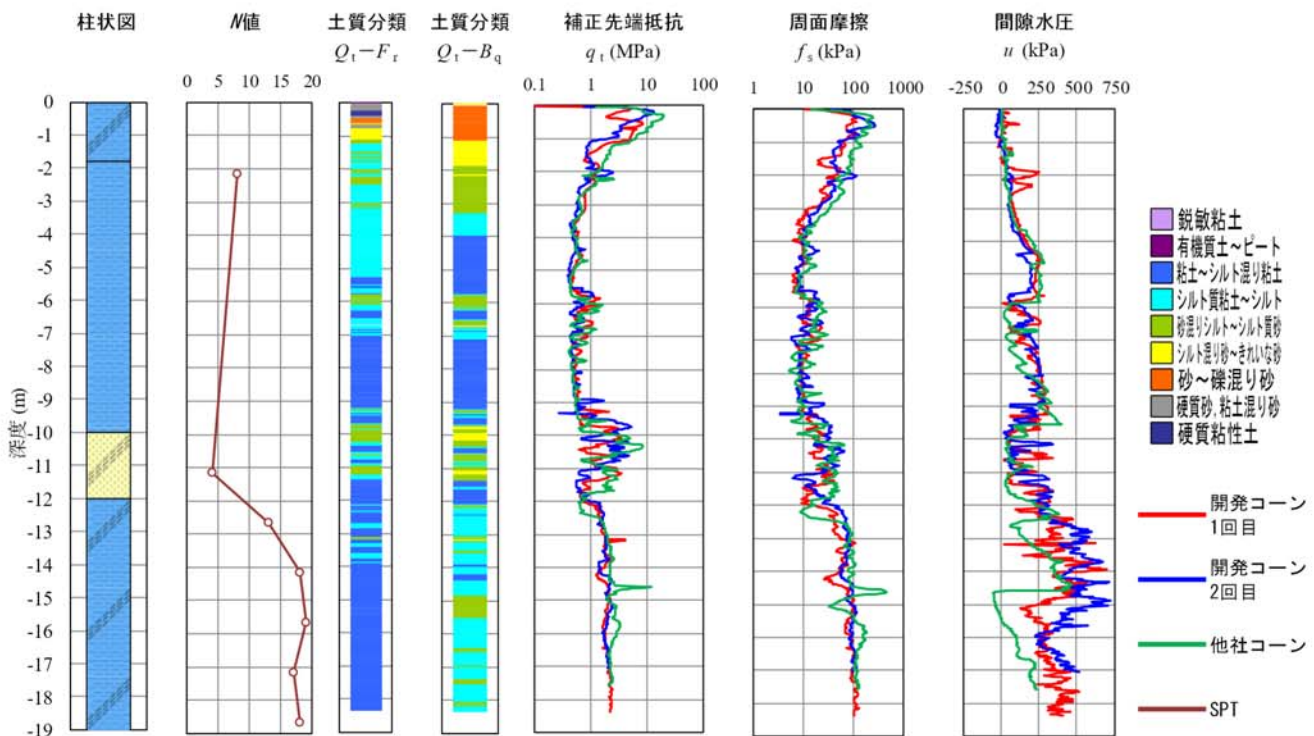 柱状図
N値
土質分類
Qt－Fr
土質分類
Qt－Bq
補正先端抵抗
qt (MPa)
周面摩擦
fs (kPa)
間隙水圧
u (kPa)
0 5 10 15 20
0.1 1 10 100
1 10 100 1000
-250 0 250 500 750
深度 (m)
0
-1
-2
-3
-4
-5
-6
-7
-8
-9
-10
-11
-12
-13
-14
-15
-16
-17
-18
-19
鋭敏粘土
有機質土～ピート
粘土～シルト混り粘土
シルト質粘土～シルト
砂混りシルト～シルト質砂
シルト混り砂～きれいな砂
砂～礫混り砂
硬質砂，粘土混り砂
硬質粘性土
開発コーン
1回目
開発コーン
2回目
他社コーン
SPT